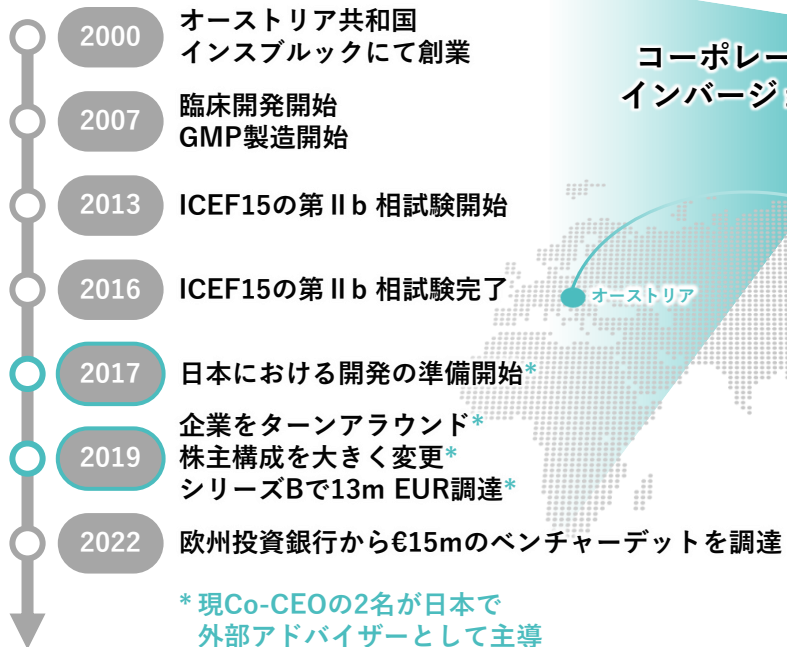 2000
オーストリア共和国
インスブルックにて創業
2007
臨床開発開始
GMP製造開始
2013
ICEF15の第Ⅱb 相試験開始
2016
ICEF15の第Ⅱb 相試験完了
2017
日本における開発の準備開始*
2019
企業をターンアラウンド*
株主構成を大きく変更*
シリーズBで13m EUR調達*
2022
欧州投資銀行から€15mのベンチャーデットを調達
* 現Co-CEOの2名が日本で
外部アドバイザーとして主導
コーポレー
インバージ
オーストリア